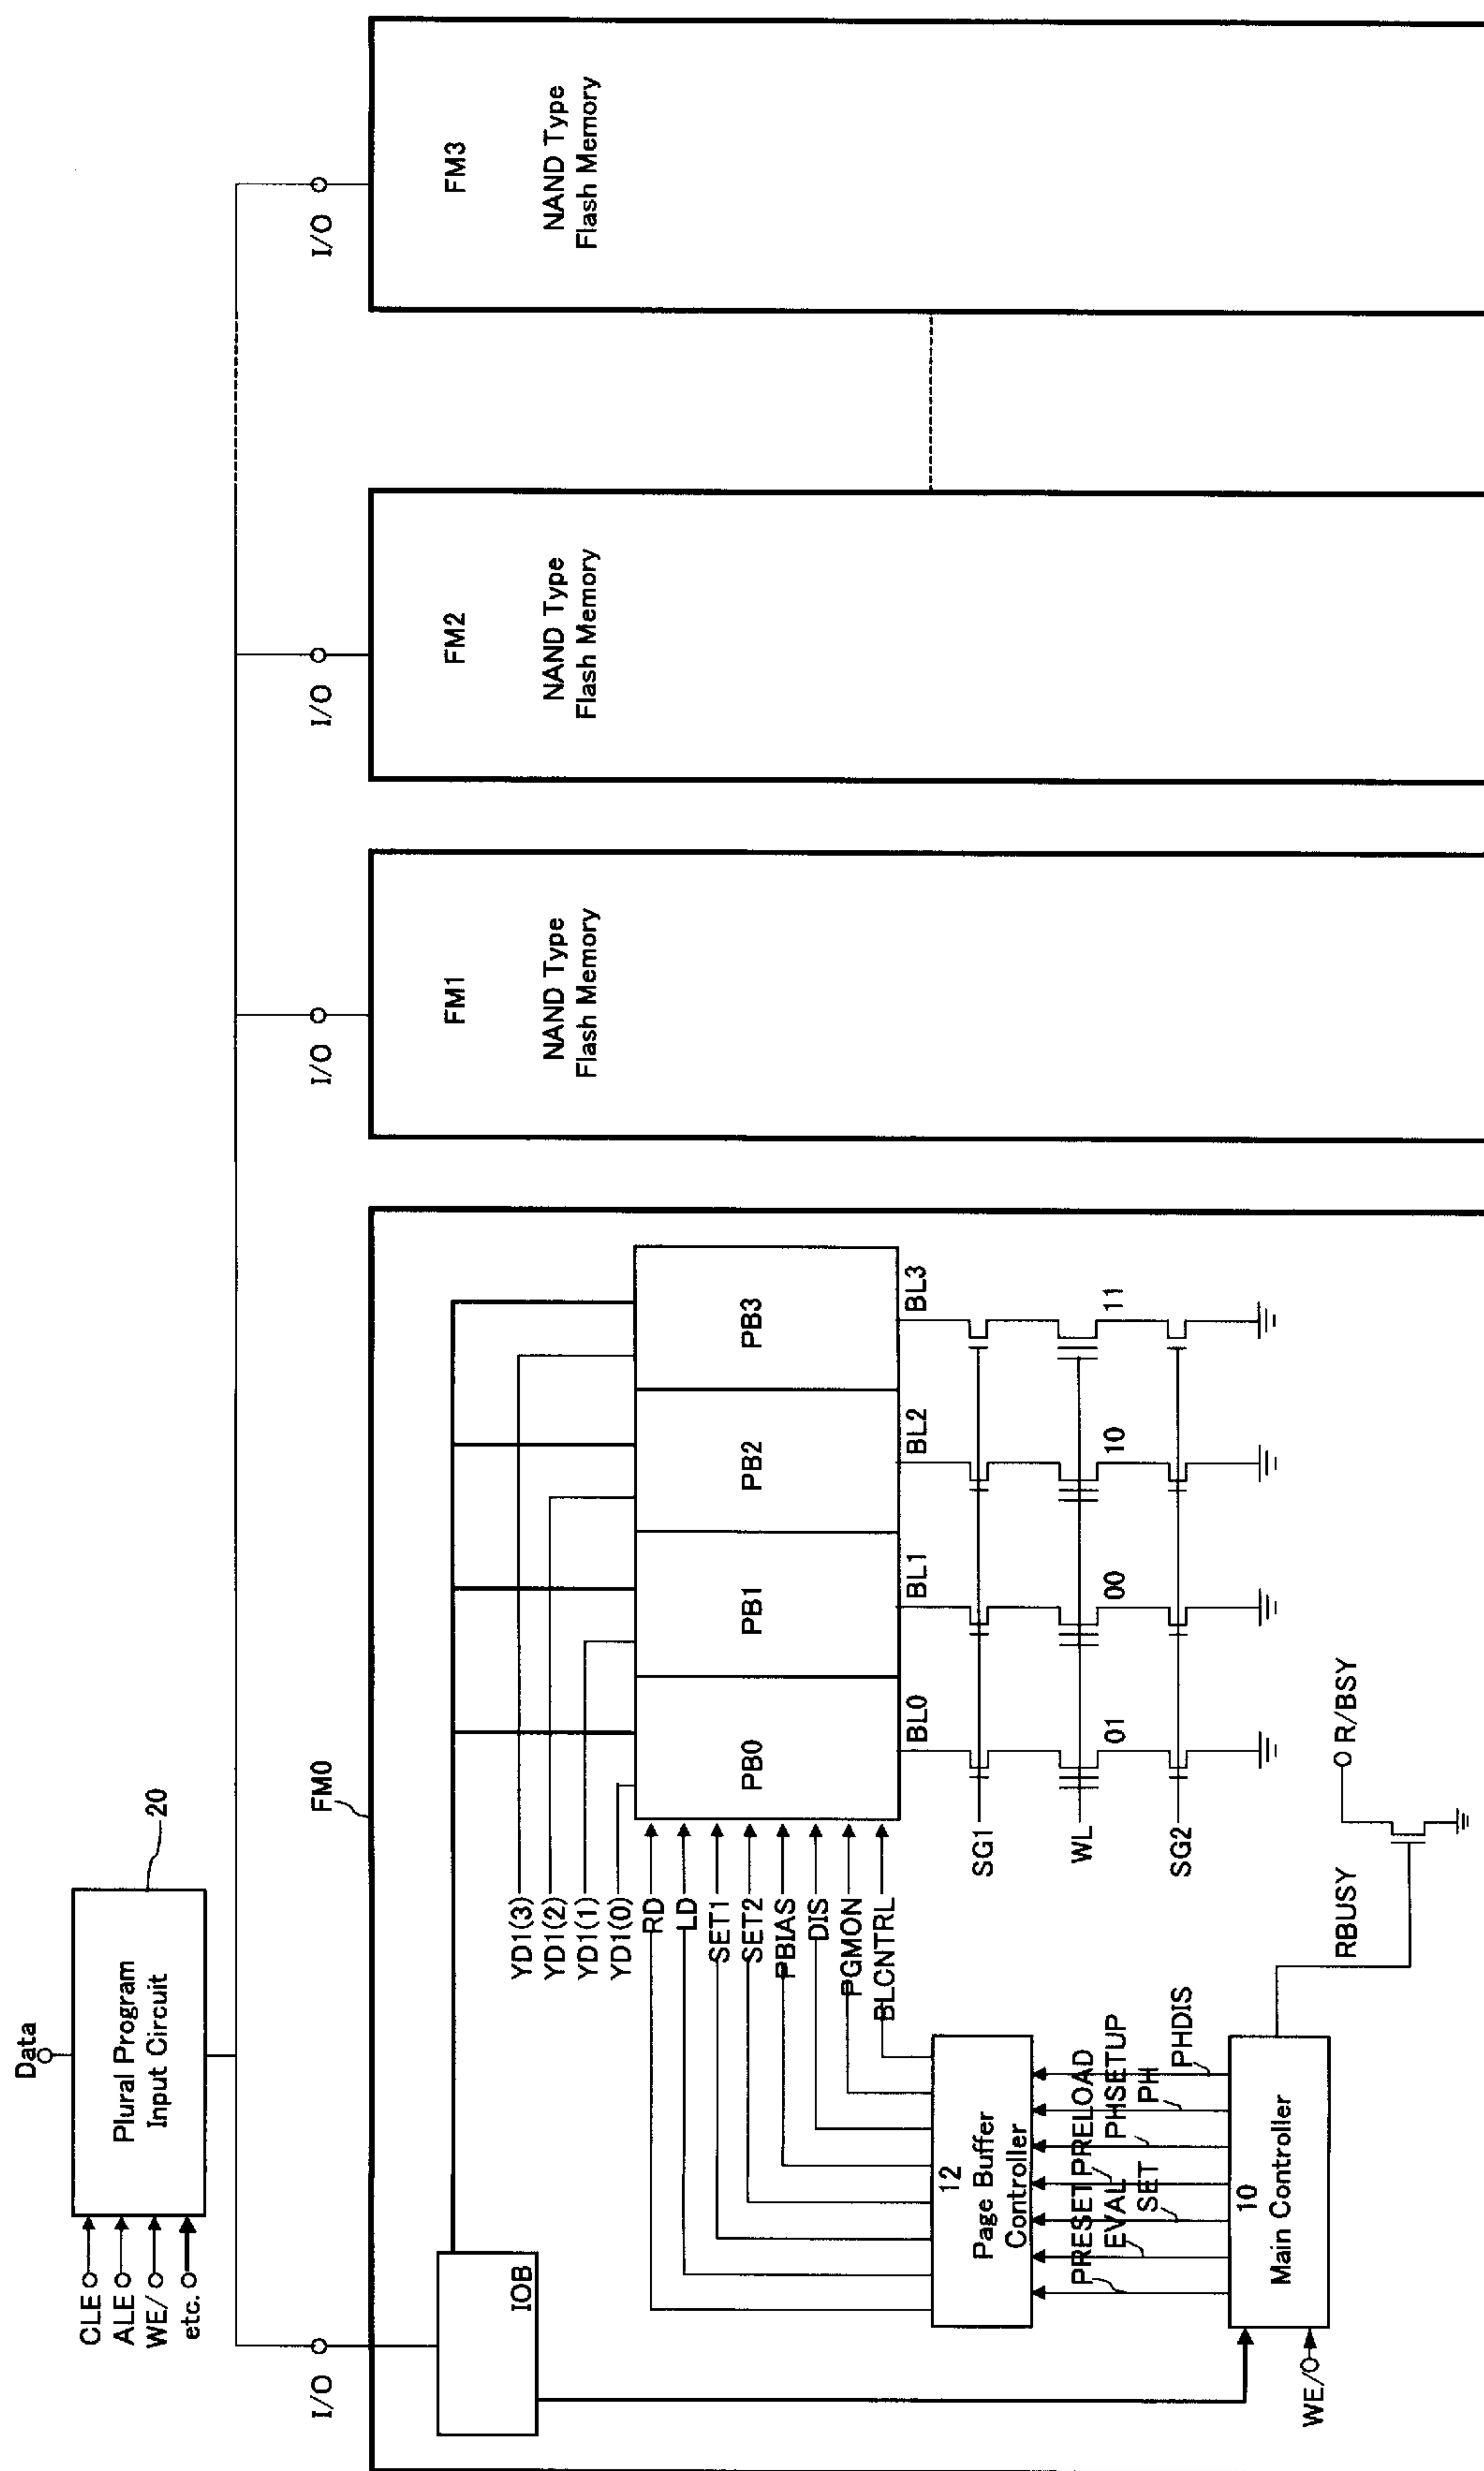 Data
CLE
ALE
WE/
etc.
Plural Program
Input Circuit
20
I/O
I/O
I/O
I/O
FM0
FM1
NAND Type
Flash Memory
FM2
NAND Type
Flash Memory
FM3
NAND Type
Flash Memory
IOB
YD1(3)
YD1(2)
YD1(1)
YD1(0)
RD
LD
SET1
SET2
PBIAS
DIS
PGMON
BLCNTRL
PB0
PB1
PB2
PB3
BL0
BL1
BL2
BL3
SG1
WL
01
00
10
11
SG2
12
Page Buffer
Controller
PRESET
EVAL
SET
PRELOAD
PHSETUP
PH
PHDIS
10
Main Controller
WE/
RBUSY
R/BSY